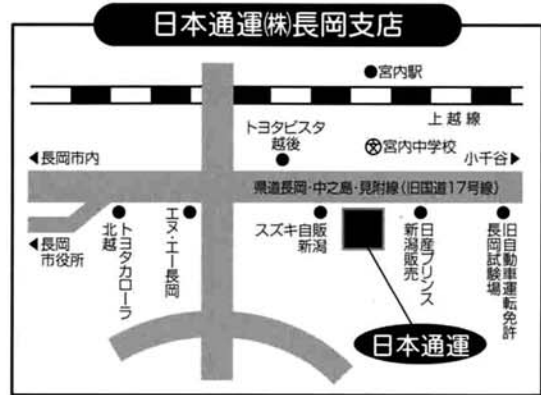 日本通運㈱長岡支店
●宮内駅
上越線
トヨタビスタ
越後
宮内中学校
◀長岡市内
小千谷▶
県道長岡・中之島・見附線(旧国道17号線)
◀長岡
市役所
トヨタカローラ
北越
エヌ・エー長岡
スズキ自販
新潟
日産プリンス
新潟販売
旧自動車運転免許
長岡試験場
日本通運